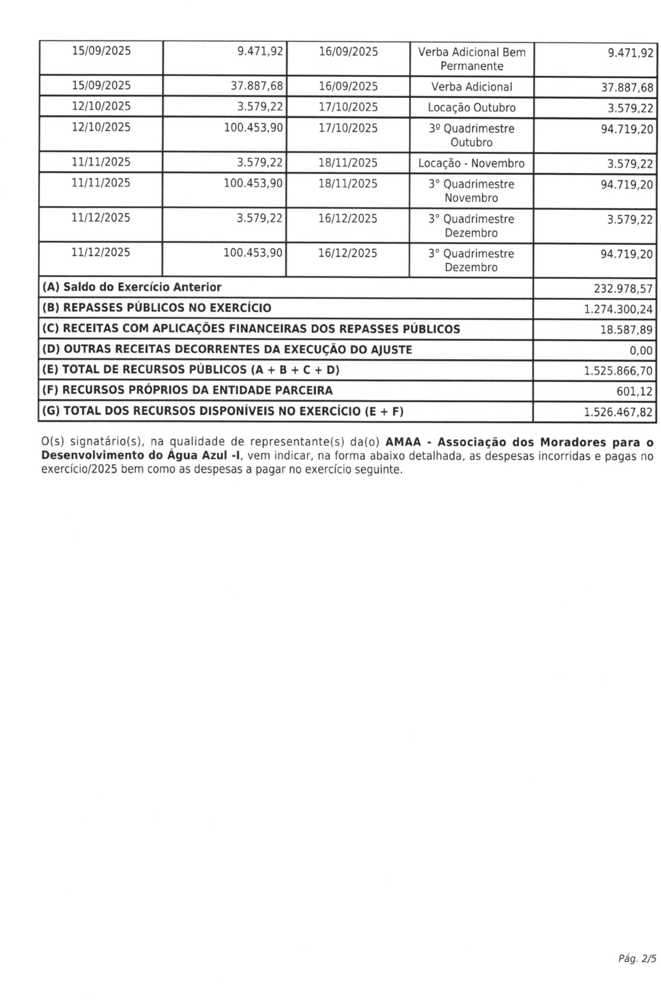 15/09/2025 9.471,92 16/09/2025 Verba Adicional Bem 9.471,92
Permanente
15/09/2025 37.887,68 16/09/2025 Verba Adicional 37.887,68
12/10/2025 3.579,22 17/10/2025 Locação Outubro 3.579,22
12/10/2025 100.453,90 17/10/2025 3º Quadrimestre 94.719,20
Outubro
11/11/2025 3.579,22 18/11/2025 Locação - Novembro 3.579,22
11/11/2025 100.453,90 18/11/2025 3° Quadrimestre 94.719,20
Novembro
11/12/2025 3.579,22 16/12/2025 3° Quadrimestre 3.579,22
Dezembro
11/12/2025 100.453,90 16/12/2025 3° Quadrimestre 94.719,20
Dezembro
(A) Saldo do Exercício Anterior 232.978,57
(B) REPASSES PÚBLICOS NO EXERCÍCIO 1.274.300,24
(C) RECEITAS COM APLICAÇÕES FINANCEIRAS DOS REPASSES PÚBLICOS 18.587,89
(D) OUTRAS RECEITAS DECORRENTES DA EXECUÇÃO DO AJUSTE 0,00
(E) TOTAL DE RECURSOS PÚBLICOS (A + B + C + D) 1.525.866,70
(F) RECURSOS PRÓPRIOS DA ENTIDADE PARCEIRA 601,12
(G) TOTAL DOS RECURSOS DISPONÍVEIS NO EXERCÍCIO (E + F) 1.526.467,82
O(s) signatário(s), na qualidade de representante(s) da(o) AMAA - Associação dos Moradores para o
Desenvolvimento do Água Azul -I, vem indicar, na forma abaixo detalhada, as despesas incorridas e pagas no
exercício/2025 bem como as despesas a pagar no exercício seguinte.
Pág. 2/5